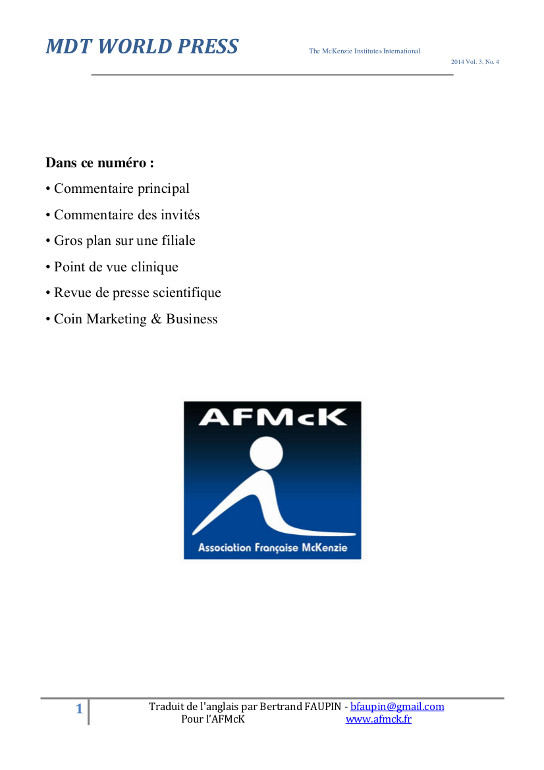 MDT WORLD PRESS
The McKenzie Institutes International
2014 Vol. 3, No. 4
Dans ce numéro :
• Commentaire principal
• Commentaire des invités
• Gros plan sur une filiale
• Point de vue clinique
• Revue de presse scientifique
• Coin Marketing & Business
AFMcK
Association Française McKenzie
1
Traduit de l'anglais par Bertrand FAUPIN - bfaupin@gmail.com
Pour l'AFMcK www.afmck.fr